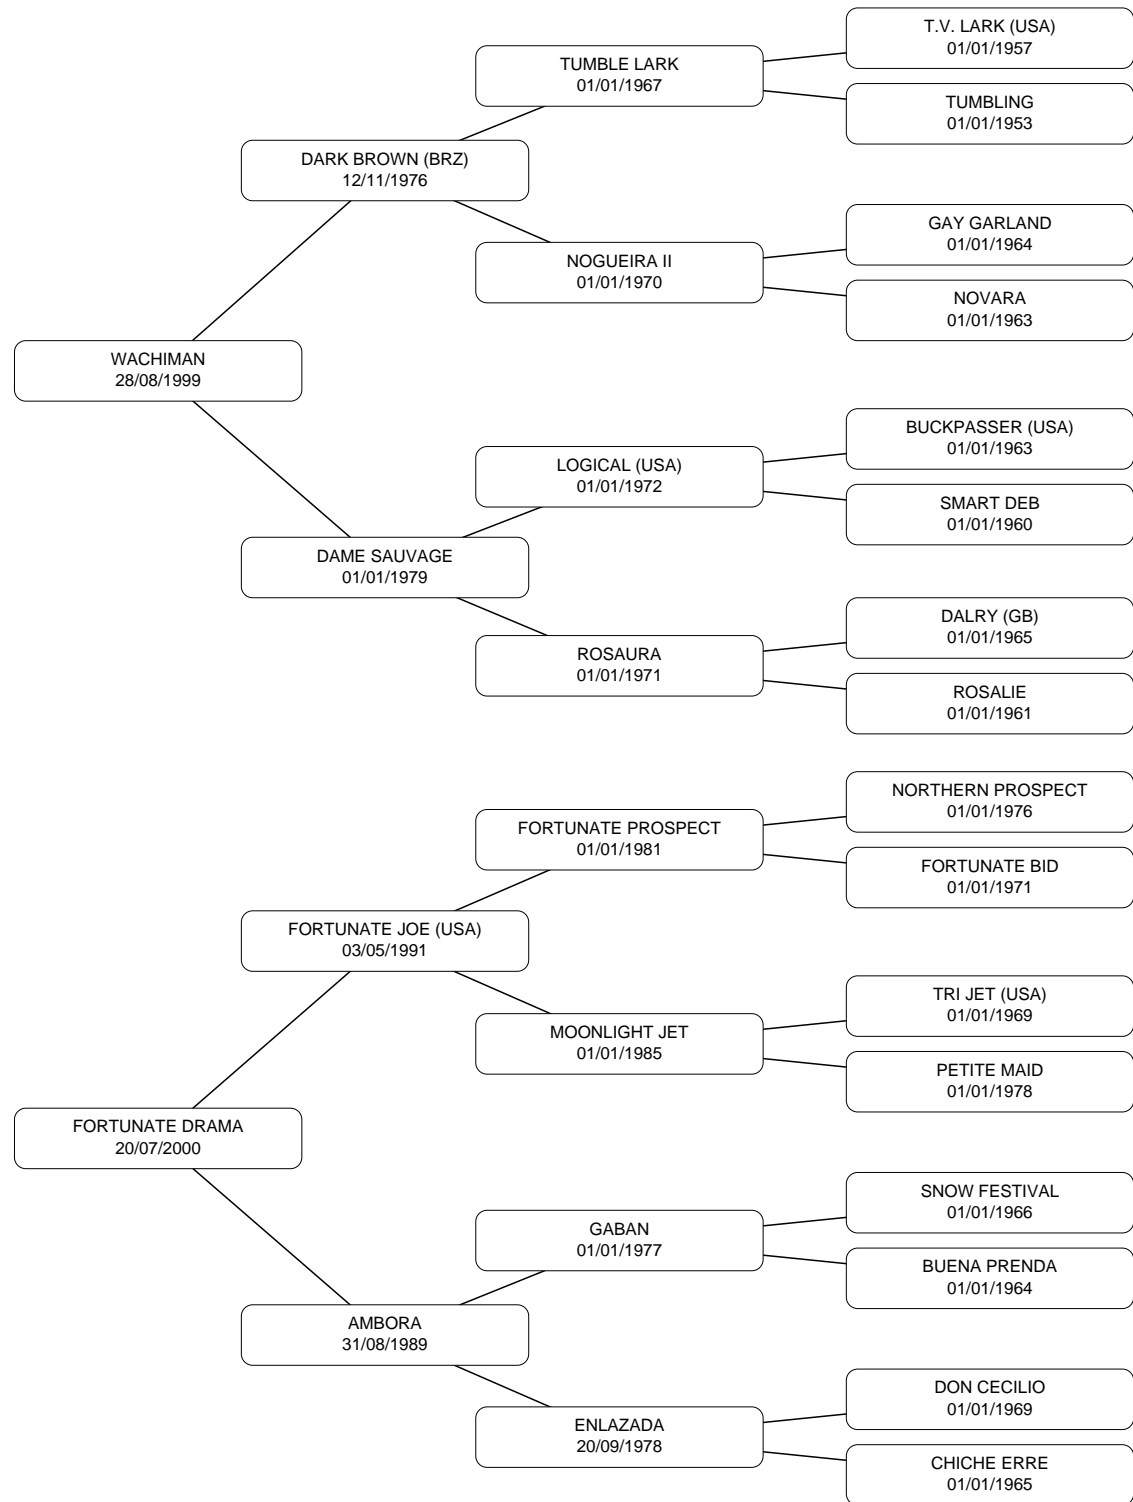 T.V. LARK (USA)
01/01/1957
TUMBLE LARK
01/01/1967
TUMBLING
01/01/1953
DARK BROWN (BRZ)
12/11/1976
GAY GARLAND
01/01/1964
NOGUEIRA II
01/01/1970
NOVARA
01/01/1963
WACHIMAN
28/08/1999
BUCKPASSER (USA)
01/01/1963
LOGICAL (USA)
01/01/1972
SMART DEB
01/01/1960
DAME SAUVAGE
01/01/1979
DALRY (GB)
01/01/1965
ROSAURA
01/01/1971
ROSALIE
01/01/1961
NORTHERN PROSPECT
01/01/1976
FORTUNATE PROSPECT
01/01/1981
FORTUNATE BID
01/01/1971
FORTUNATE JOE (USA)
03/05/1991
TRI JET (USA)
01/01/1969
MOONLIGHT JET
01/01/1985
PETITE MAID
01/01/1978
FORTUNATE DRAMA
20/07/2000
SNOW FESTIVAL
01/01/1966
GABAN
01/01/1977
BUENA PRENDA
01/01/1964
AMBORA
31/08/1989
DON CECILIO
01/01/1969
ENLAZADA
20/09/1978
CHICHE ERRE
01/01/1965